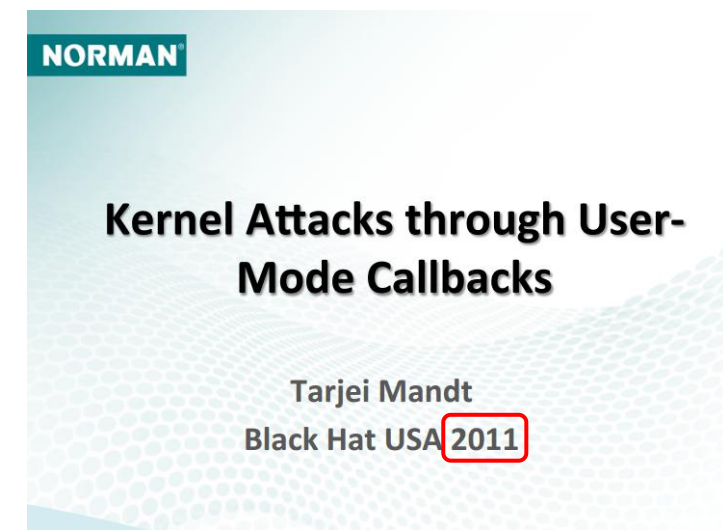 NORMAN®
Kernel Attacks through User-
Mode Callbacks
Tarjei Mandt
Black Hat USA 2011